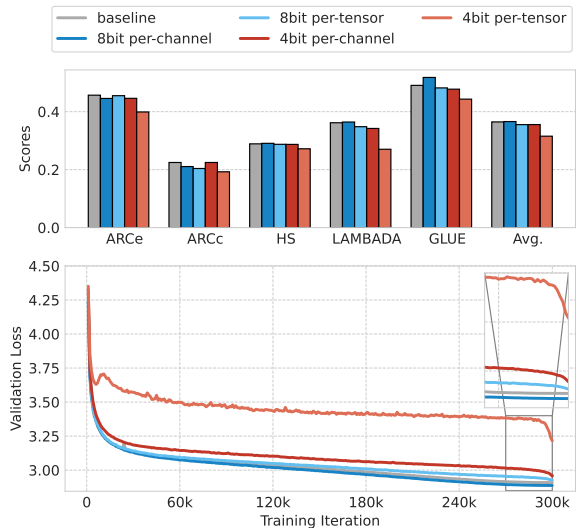 baseline
8bit per-tensor
4bit per-tensor
8bit per-channel
4bit per-channel
Scores
0.4
0.2
0.0
ARCe
ARCc
HS
LAMBADA
GLUE
Avg.
Validation Loss
4.50
4.25
4.00
3.75
3.50
3.25
3.00
0
60k
120k
180k
240k
300k
Training Iteration